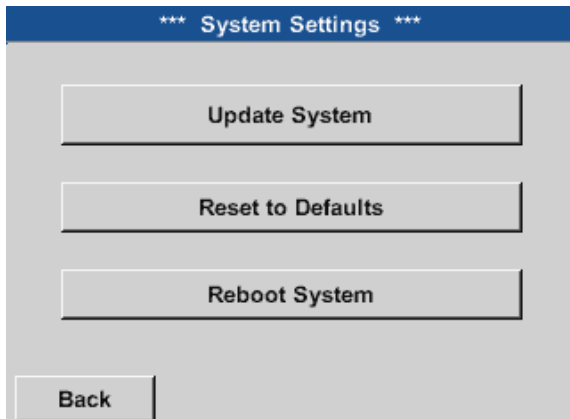 *** System Settings ***
Update System
Reset to Defaults
Reboot System
Back